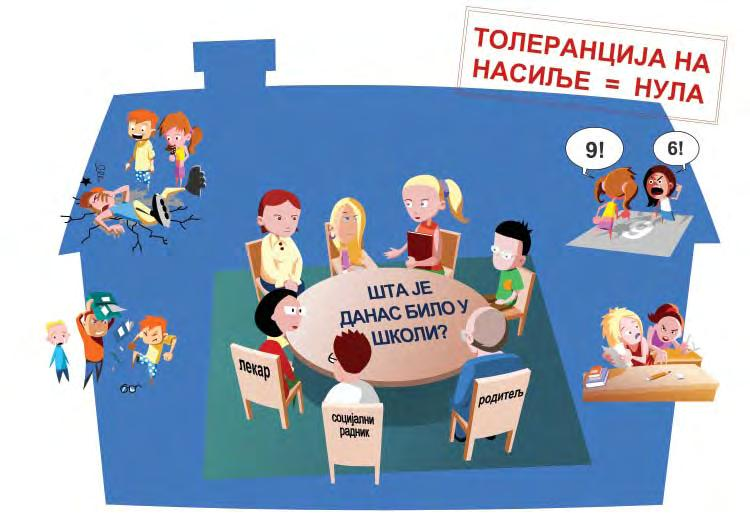 ТОЛЕРАНЦИЈА НА
НАСИЉЕ = НУЛА
9!
6!
ШТА ЈЕ
ДАНАС БИЛО У
ШКОЛИ?
лекар
социјални
радник
родитељ